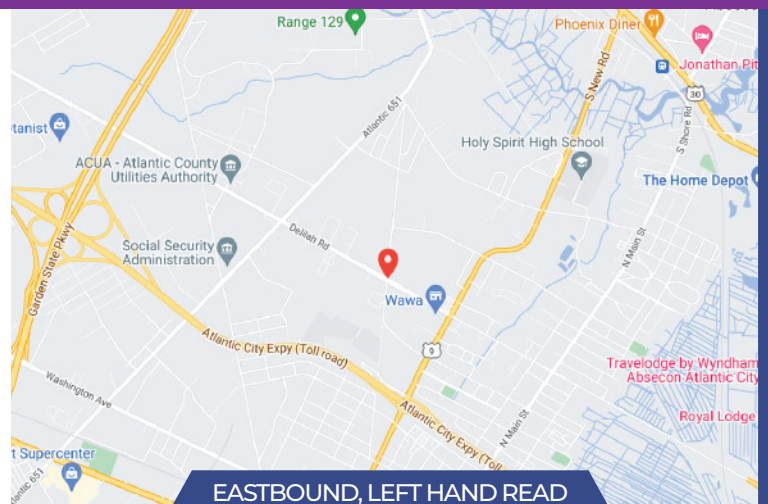 Range 129
Phoenix Diner
Jonathan Pit
30
S New Rd
S Shore Rd
Atlantic 651
tanist
Holy Spirit High School
ACUA - Atlantic County
Utilities Authority
The Home Depot
Delilah Rd
Social Security
Administration
N Main St
Garden State Pkwy
Wawa
Atlantic City Expy (Toll road)
9
Travelodge by Wyndham
Absecon Atlantic City
Washington Ave
Atlantic City Expy (Toll
N Main St
Royal Lodge
t Supercenter
lantic 651
EASTBOUND, LEFT HAND READ